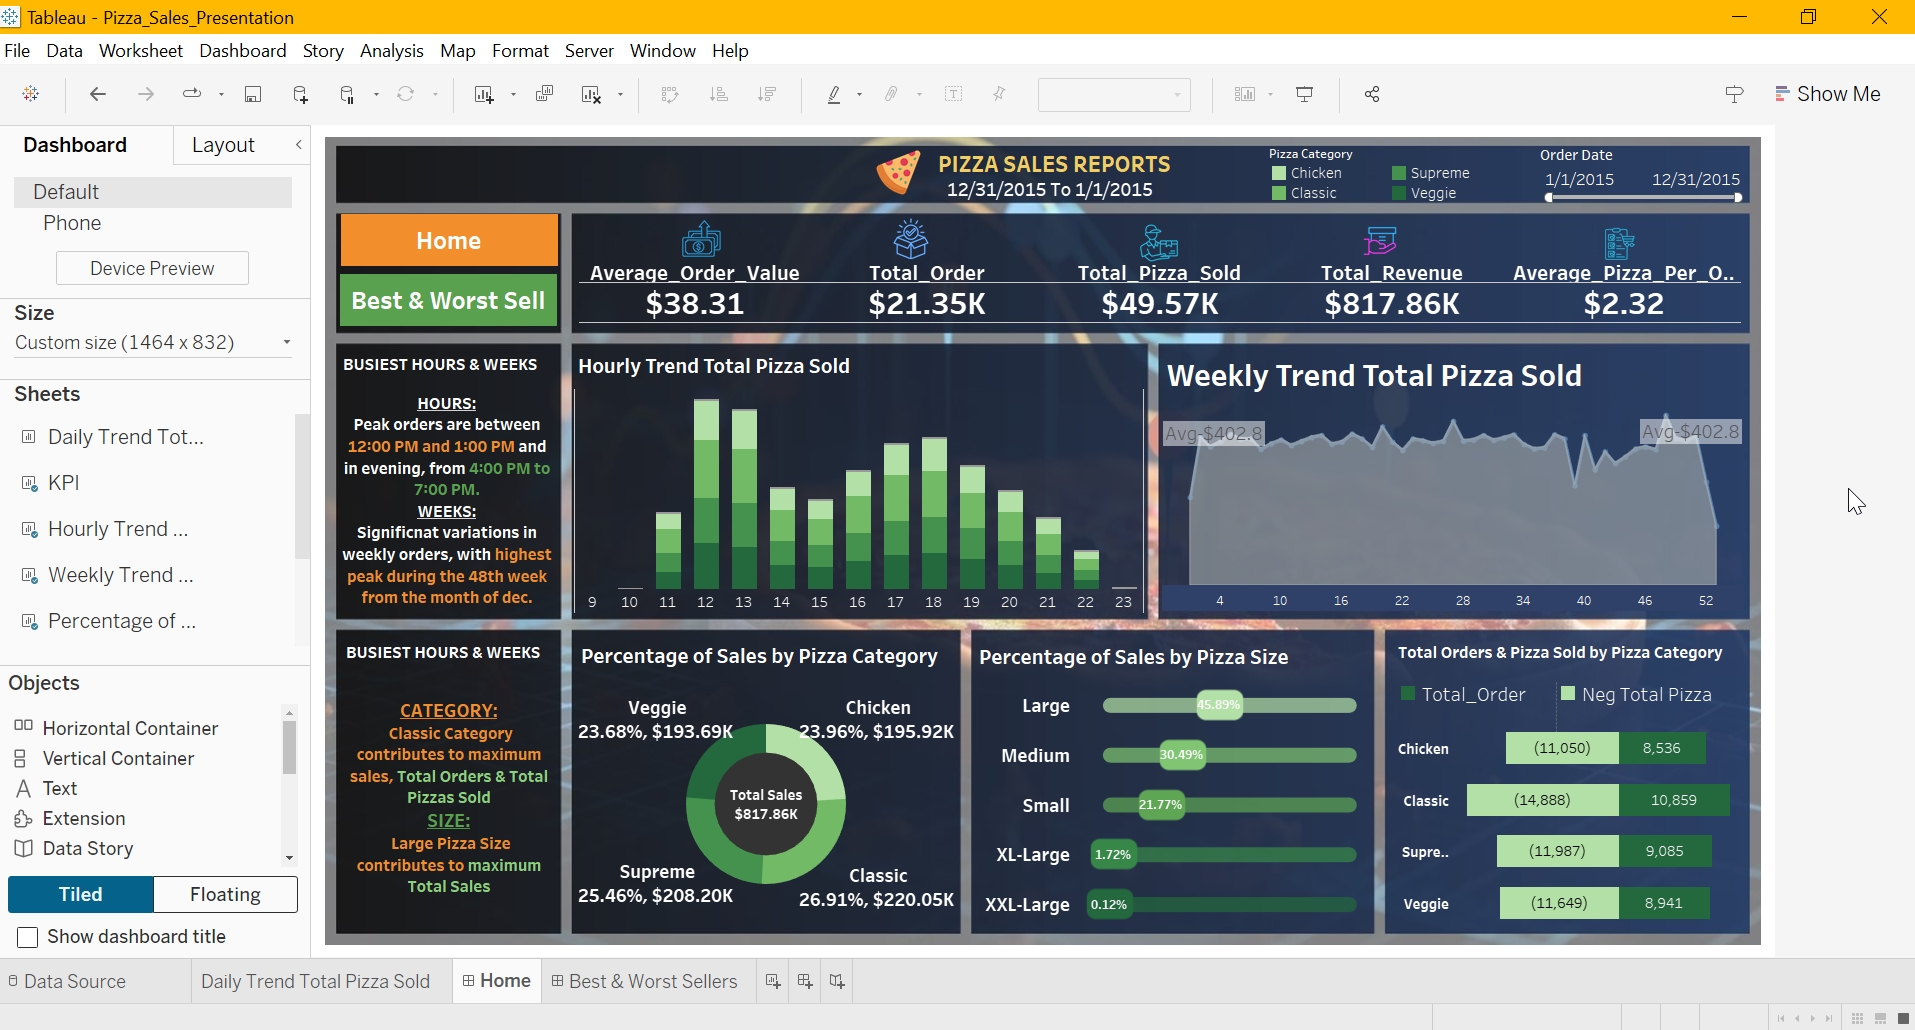 Tableau - Pizza_Sales_Presentation
File Data Worksheet Dashboard Story Analysis Map Format Server Window Help
Show Me
Dashboard Layout
Default
Phone
Device Preview
Size
Custom size (1464 x 832)
Sheets
Daily Trend Tot...
KPI
Hourly Trend ...
Weekly Trend ...
Percentage of ...
Objects
Horizontal Container
Vertical Container
Text
Extension
Data Story
Tiled Floating
Show dashboard title
PIZZA SALES REPORTS
12/31/2015 To 1/1/2015
Pizza Category
Chicken Supreme
Classic Veggie
Order Date
1/1/2015 12/31/2015
Home
Best & Worst Sell
Average_Order_Value Total_Order Total_Pizza_Sold Total_Revenue Average_Pizza_Per_O..
$38.31 $21.35K $49.57K $817.86K $2.32
BUSIEST HOURS & WEEKS
HOURS:
Peak orders are between
12:00 PM and 1:00 PM and
in evening, from 4:00 PM to
7:00 PM.
WEEKS:
Significnat variations in
weekly orders, with highest
peak during the 48th week
from the month of dec.
Hourly Trend Total Pizza Sold
9 10 11 12 13 14 15 16 17 18 19 20 21 22 23
Weekly Trend Total Pizza Sold
Avg-$402.8 Avg-$402.8
4 10 16 22 28 34 40 46 52
BUSIEST HOURS & WEEKS
CATEGORY:
Classic Category
contributes to maximum
sales, Total Orders & Total
Pizzas Sold
SIZE:
Large Pizza Size
contributes to maximum
Total Sales
Percentage of Sales by Pizza Category
Veggie Chicken
23.68%, $193.69K 23.96%, $195.92K
Total Sales
$817.86K
Supreme Classic
25.46%, $208.20K 26.91%, $220.05K
Percentage of Sales by Pizza Size
Large 45.89%
Medium 30.49%
Small 21.77%
XL-Large 1.72%
XXL-Large 0.12%
Total Orders & Pizza Sold by Pizza Category
Total_Order Neg Total Pizza
Chicken (11,050) 8,536
Classic (14,888) 10,859
Supre.. (11,987) 9,085
Veggie (11,649) 8,941
Data Source Daily Trend Total Pizza Sold Home Best & Worst Sellers